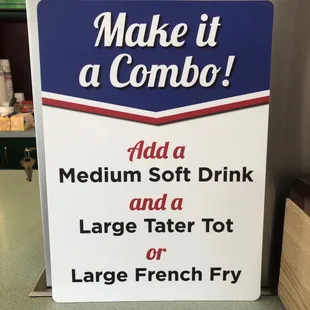 Make it
a Combo!
Add a
Medium Soft Drink
and a
Large Tater Tot
or
Large French Fry